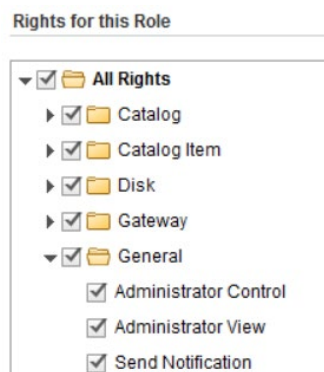 Rights for this Role
All Rights
Catalog
Catalog Item
Disk
Gateway
General
Administrator Control
Administrator View
Send Notification